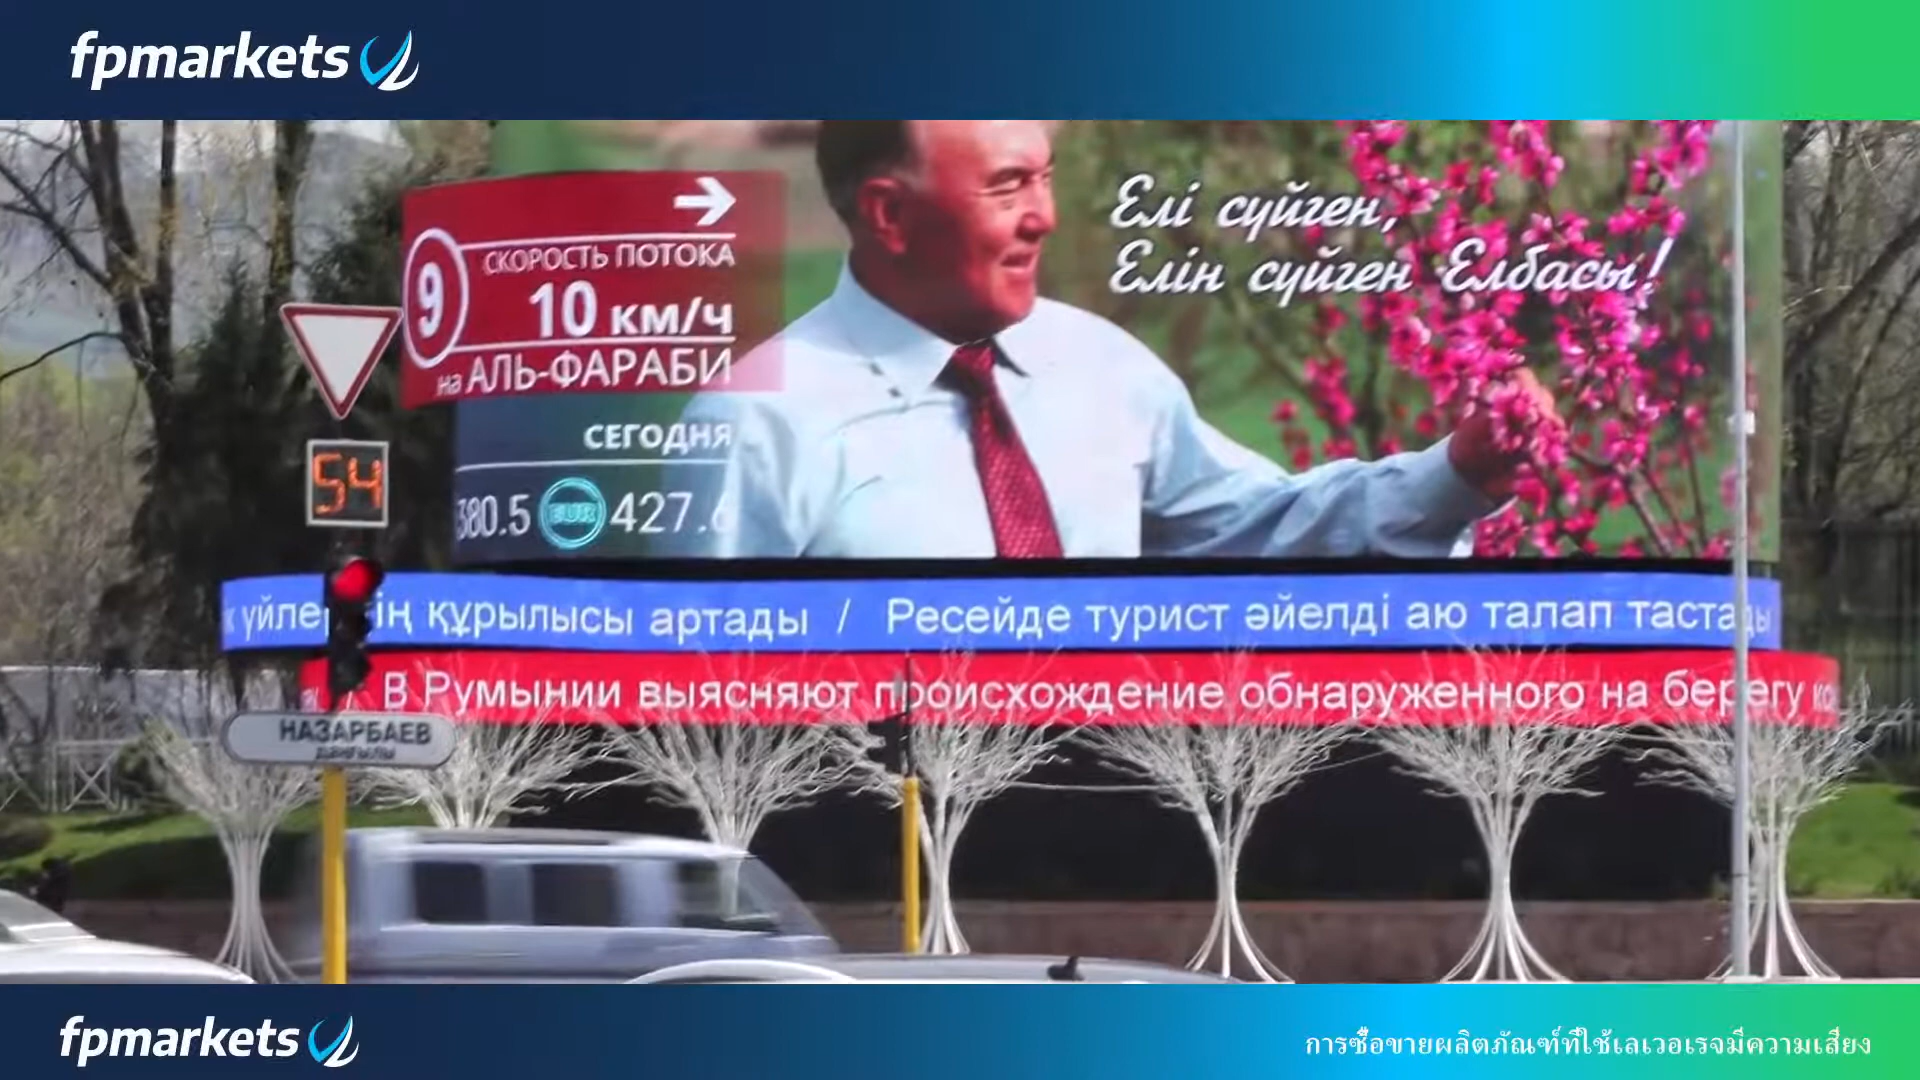 fpmarkets
Елі сүйген,
Елін сүйген Елбасы!
9
СКОРОСТЬ ПОТОКА
10 км/ч
на АЛЬ-ФАРАБИ
СЕГОДНЯ
380.5 EUR 427.6
54
құрылысы артады / Ресейде турист әйелді аю талап тастады
В Румынии выясняют происхождение обнаруженного на берегу
НАЗАРБАЕВ
даңғылы
fpmarkets
การซื้อขายผลิตภัณฑ์ที่ใช้เลเวอเรจมีความเสี่ยง